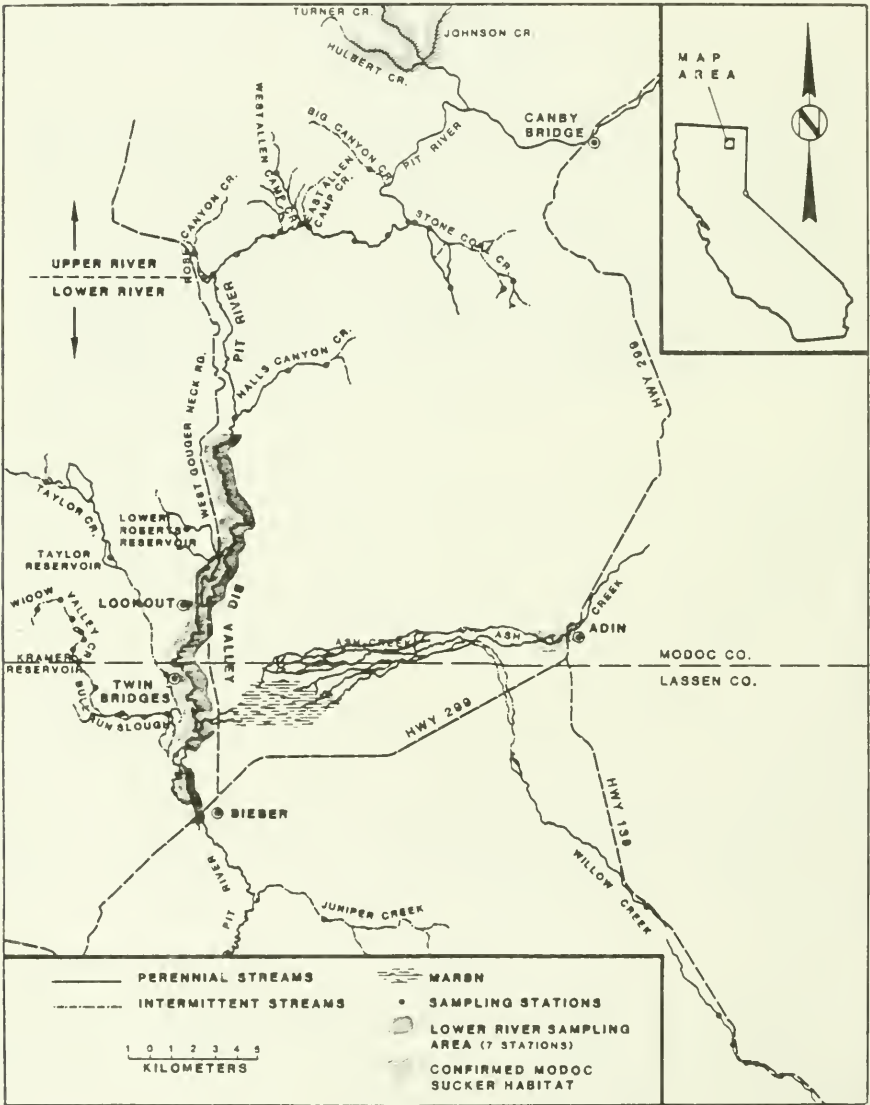 TURNER CR.
JOHNSON CR.
HULBERT CR.
MAP
AREA
CANBY
BRIDGE
BIG CANYON CR.
WEST ALLEN
CAMP CR.
EAST ALLEN
CAMP CR.
PIT RIVER
STONE COAL CR.
CANYON CR.
UPPER RIVER
LOWER RIVER
PIT RIVER
HALLS CANYON CR.
WEST GOUGER NECK RD.
HWY 299
TAYLOR CR.
LOWER
ROBERTS
RESERVOIR
TAYLOR
RESERVOIR
LOOKOUT
BIG VALLEY
WIDOW VALLEY CR.
KRAMER
RESERVOIR
ASH CREEK
ASH CREEK
ADIN
MODOC CO.
LASSEN CO.
TWIN
BRIDGES
BULL RUN SLOUGH
HWY 299
HWY 139
BIEBER
WILLOW CREEK
PIT RIVER
JUNIPER CREEK
PERENNIAL STREAMS
INTERMITTENT STREAMS
MARSN
SAMPLING STATIONS
LOWER RIVER SAMPLING
AREA (7 STATIONS)
CONFIRMED MODOC
SUCKER HABITAT
1 0 1 2 3 4 5
KILOMETERS